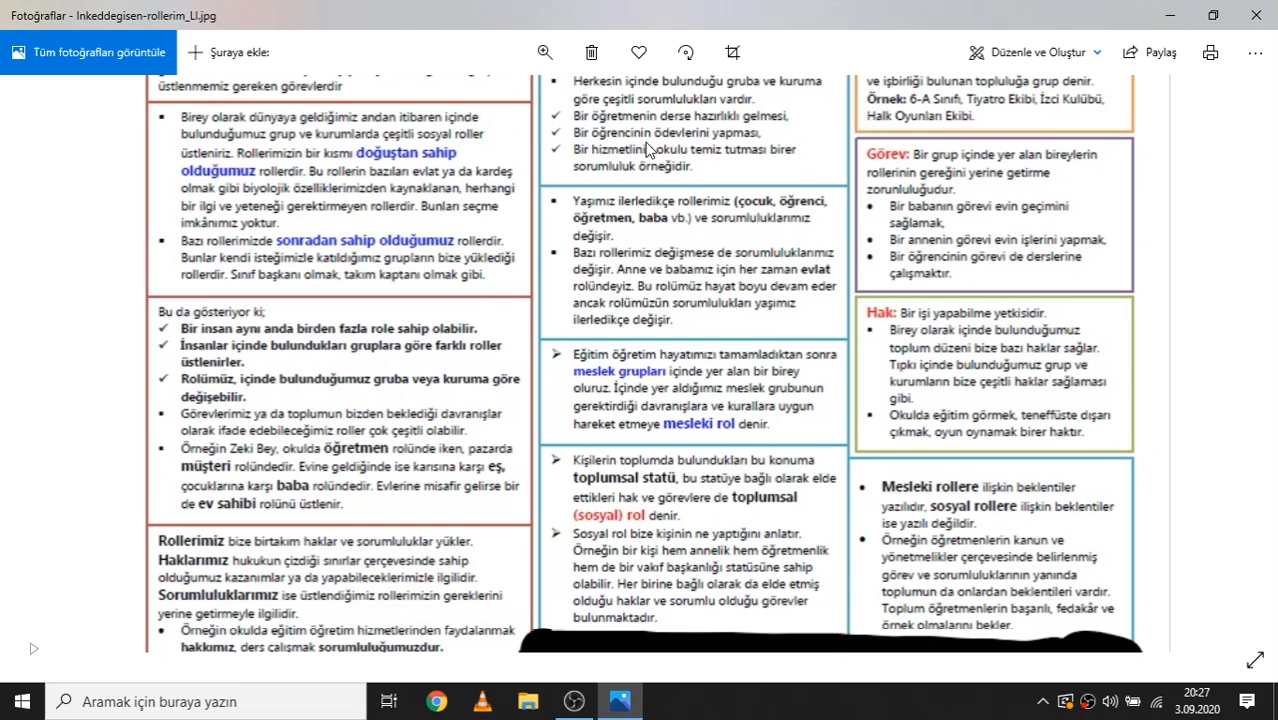 Fotoğraflar - Inkeddegisen-rollerim_LI.jpg
Tüm fotoğrafları görüntüle
Şuraya ekle:
Düzenle ve Oluştur
Paylaş
üstlenmemiz gereken görevlerdir
Birey olarak dünyaya geldiğimiz andan itibaren içinde
bulunduğumuz grup ve kurumlarda çeşitli sosyal roller
üstleniriz. Rollerimizin bir kısmı doğuştan sahip
olduğumuz rollerdir. Bu rollerin bazıları evlat ya da kardeş
olmak gibi biyolojik özelliklerimizden kaynaklanan, herhangi
bir ilgi ve yeteneği gerektirmeyen rollerdir. Bunları seçme
imkânımız yoktur.
Bazı rollerimizde sonradan sahip olduğumuz rollerdir.
Bunlar kendi isteğimizle katıldığımız grupların bize yüklediği
rollerdir. Sınıf başkanı olmak, takım kaptanı olmak gibi.
Bu da gösteriyor ki;
Bir insan aynı anda birden fazla role sahip olabilir.
İnsanlar içinde bulundukları gruplara göre farklı roller
üstlenirler.
Rolümüz, içinde bulunduğumuz gruba veya kuruma göre
değişebilir.
Görevlerimiz ya da toplumun bizden beklediği davranışlar
olarak ifade edebileceğimiz roller çok çeşitli olabilir.
Örneğin Zeki Bey, okulda öğretmen rolünde iken, pazarda
müşteri rolündedir. Evine geldiğinde ise karısına karşı eş,
çocuklarına karşı baba rolündedir. Evlerine misafir gelirse bir
de ev sahibi rolünü üstlenir.
Rollerimiz bize birtakım haklar ve sorumluluklar yükler.
Haklarımız hukukun çizdiği sınırlar çerçevesinde sahip
olduğumuz kazanımlar ya da yapabileceklerimizle ilgilidir.
Sorumluluklarımız ise üstlendiğimiz rollerimizin gereklerini
yerine getirmeyle ilgilidir.
Örneğin okulda eğitim öğretim hizmetlerinden faydalanmak
hakkımız, ders çalışmak sorumluluğumuzdur.
Herkesin içinde bulunduğu gruba ve kuruma
göre çeşitli sorumlulukları vardır.
Bir öğretmenin derse hazırlıklı gelmesi,
Bir öğrencinin ödevlerini yapması,
Bir hizmetlinin okulu temiz tutması birer
sorumluluk örneğidir.
Yaşımız ilerledikçe rollerimiz (çocuk, öğrenci,
öğretmen, baba vb.) ve sorumluluklarımız
değişir.
Bazı rollerimiz değişmese de sorumluluklarımız
değişir. Anne ve babamız için her zaman evlat
rolündeyiz. Bu rolümüz hayat boyu devam eder
ancak rolümüzün sorumlulukları yaşımız
ilerledikçe değişir.
Eğitim öğretim hayatımızı tamamladıktan sonra
meslek grupları içinde yer alan bir birey
oluruz. İçinde yer aldığımız meslek grubunun
gerektirdiği davranışlara ve kurallara uygun
hareket etmeye mesleki rol denir.
Kişilerin toplumda bulundukları bu konuma
toplumsal statü, bu statüye bağlı olarak elde
ettikleri hak ve görevlere de toplumsal
(sosyal) rol denir.
Sosyal rol bize kişinin ne yaptığını anlatır.
Örneğin bir kişi hem annelik hem öğretmenlik
hem de bir vakıf başkanlığı statüsüne sahip
olabilir. Her birine bağlı olarak da elde etmiş
olduğu haklar ve sorumlu olduğu görevler
bulunmaktadır.
ve işbirliği bulunan topluluğa grup denir.
Örnek: 6-A Sınıfı, Tiyatro Ekibi, İzci Kulübü,
Halk Oyunları Ekibi.
Görev: Bir grup içinde yer alan bireylerin
rollerinin gereğini yerine getirme
zorunluluğudur.
Bir babanın görevi evin geçimini
sağlamak,
Bir annenin görevi evin işlerini yapmak,
Bir öğrencinin görevi de derslerine
çalışmaktır.
Hak: Bir işi yapabilme yetkisidir.
Birey olarak içinde bulunduğumuz
toplum düzeni bize bazı haklar sağlar.
Tıpkı içinde bulunduğumuz grup ve
kurumların bize çeşitli haklar sağlaması
gibi.
Okulda eğitim görmek, teneffüste dışarı
çıkmak, oyun oynamak birer haktır.
Mesleki rollere ilişkin beklentiler
yazılıdır, sosyal rollere ilişkin beklentiler
ise yazılı değildir.
Örneğin öğretmenlerin kanun ve
yönetmelikler çerçevesinde belirlenmiş
görev ve sorumluluklarının yanında
toplumun da onlardan beklentileri vardır.
Toplum öğretmenlerin başarılı, fedakâr ve
örnek olmalarını bekler.
Aramak için buraya yazın
20:27
3.09.2020